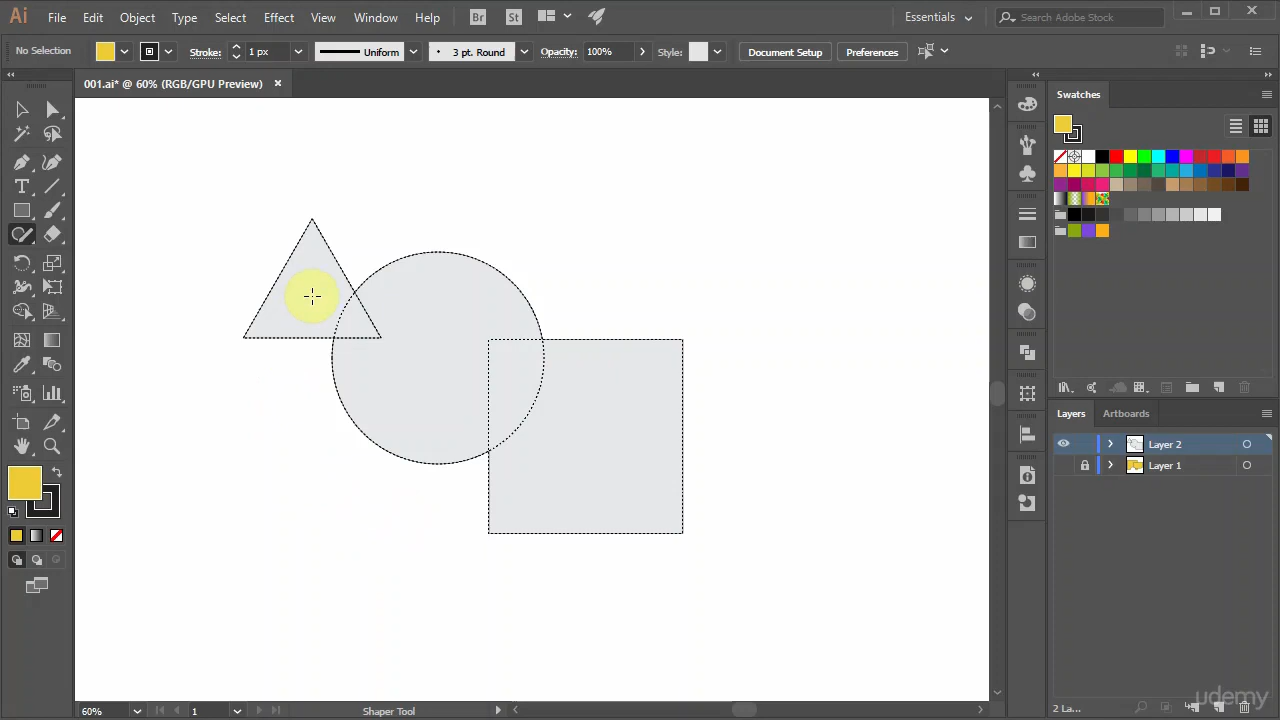 Ai File Edit Object Type Select Effect View Window Help Br St Essentials Search Adobe Stock
No Selection Stroke: 1 px Uniform 3 pt. Round Opacity: 100% Style: Document Setup Preferences
001.ai* @ 60% (RGB/GPU Preview)
Swatches
Layers Artboards
Layer 2
Layer 1
60% 1 Shaper Tool 2 La...
udemy